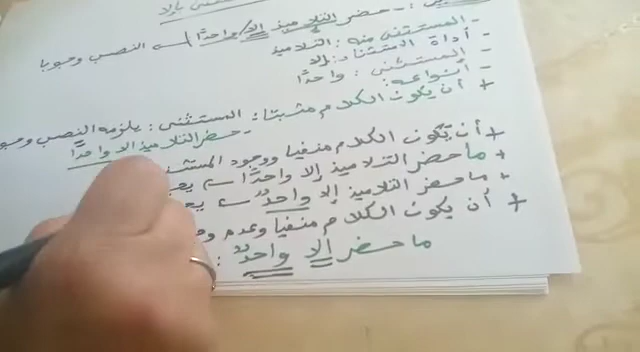 المستثنى بإلا
: - حضر التلاميذ إلا واحدًا ← النصب وجوبا
- المستثنى منه: التلاميذ
- أداة الاستثناء: إلا
- المستثنى: واحدًا
- أنواعه:
+ أن يكون الكلام مثبتا: المستثنى: يلزمه النصب
- حضر التلاميذ إلا واحدًا
+ أن يكون الكلام منفيا ووجود
+ ما حضر التلاميذ إلا واحدًا ←
+ ما حضر التلاميذ إلا واحدٌ ←
+ أن يكون الكلام منفيا وعدم
ما حضر إلا واحدٌ :